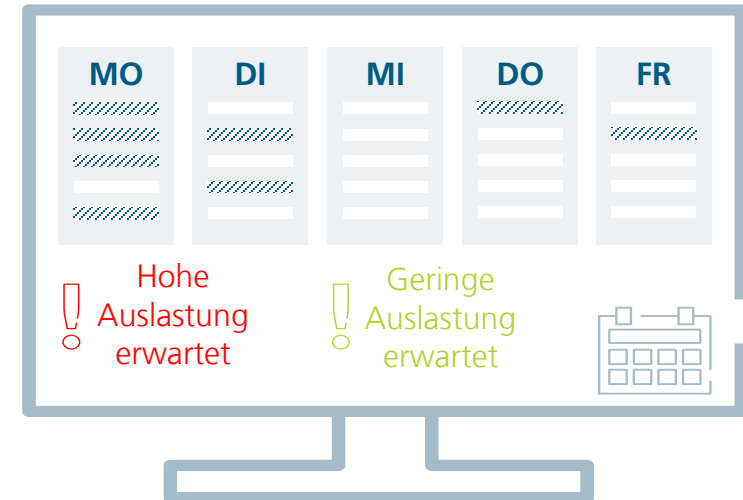 MO DI MI DO FR
Hohe
Auslastung
erwartet
Geringe
Auslastung
erwartet